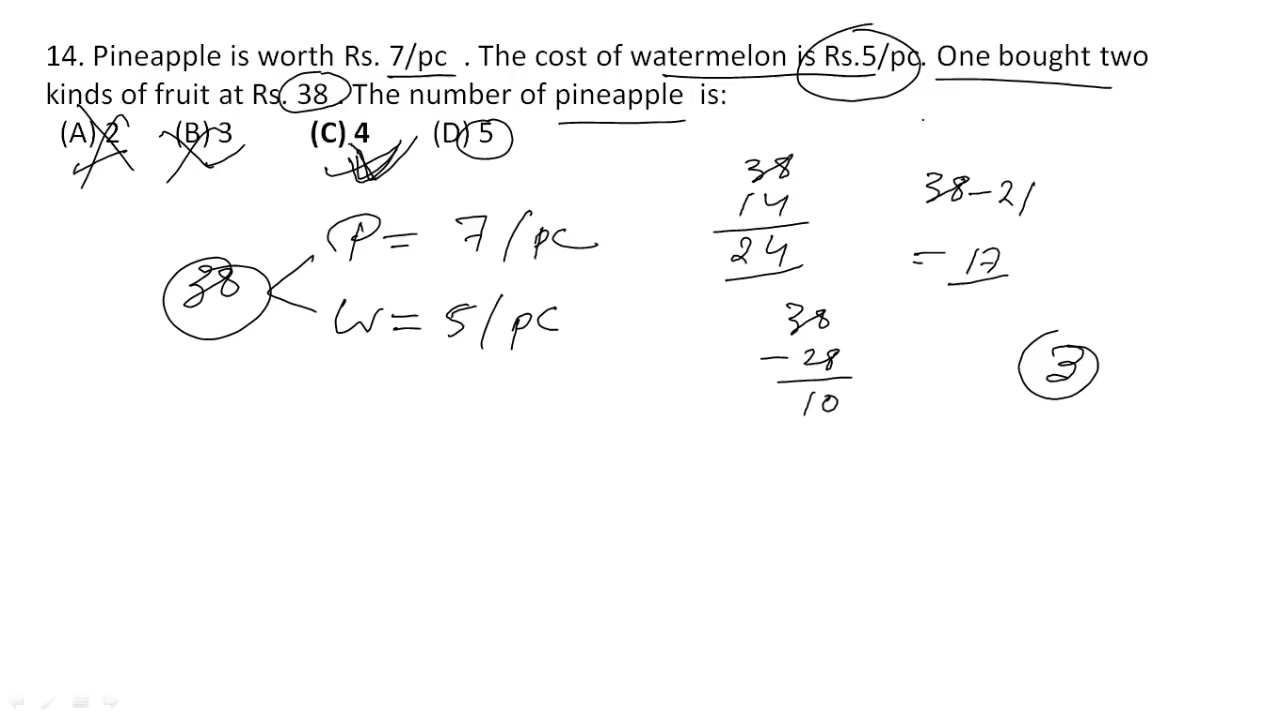 14. Pineapple is worth Rs. 7/pc . The cost of watermelon is Rs.5/pc. One bought two
kinds of fruit at Rs. 38 . The number of pineapple is:
(A) 2 (B) 3 (C) 4 (D) 5
38
P = 7/pc
W = 5/pc
38
14
24
38-21
= 17
38
- 28
10
3